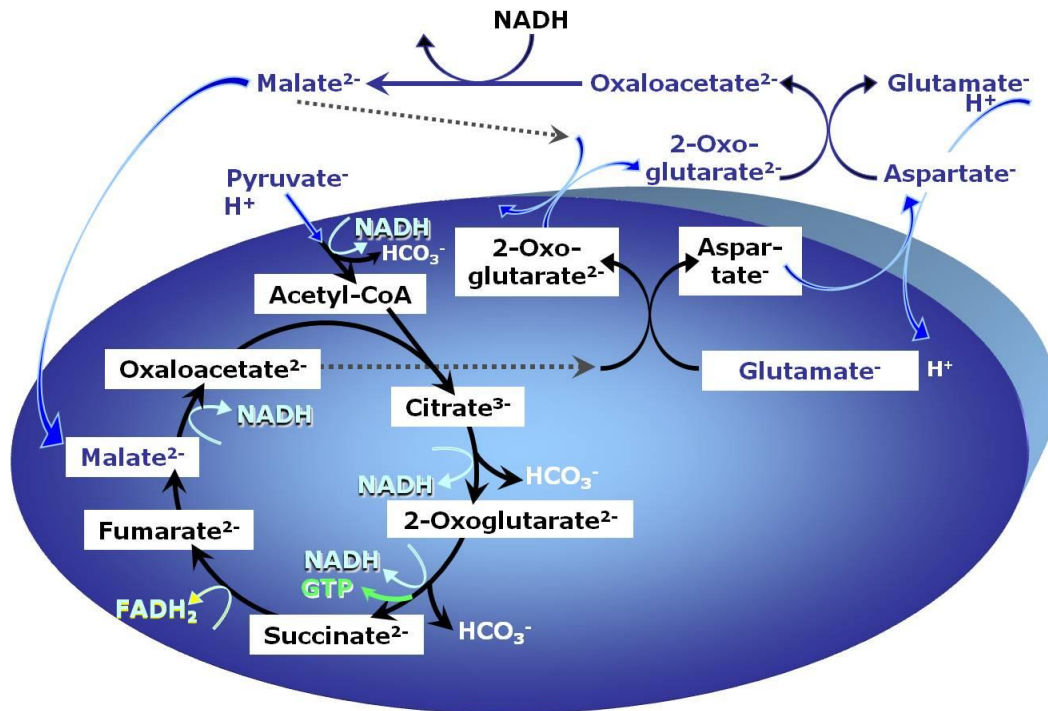 NADH
Malate²⁻
Oxaloacetate²⁻
Glutamate⁻
H⁺
2-Oxo-
glutarate²⁻
Aspartate⁻
Pyruvate⁻
H⁺
NADH
HCO₃⁻
2-Oxo-
glutarate²⁻
Aspar-
tate⁻
Acetyl-CoA
Oxaloacetate²⁻
Glutamate⁻
H⁺
Citrate³⁻
NADH
Malate²⁻
NADH
HCO₃⁻
Fumarate²⁻
2-Oxoglutarate²⁻
NADH
GTP
FADH₂
Succinate²⁻
HCO₃⁻